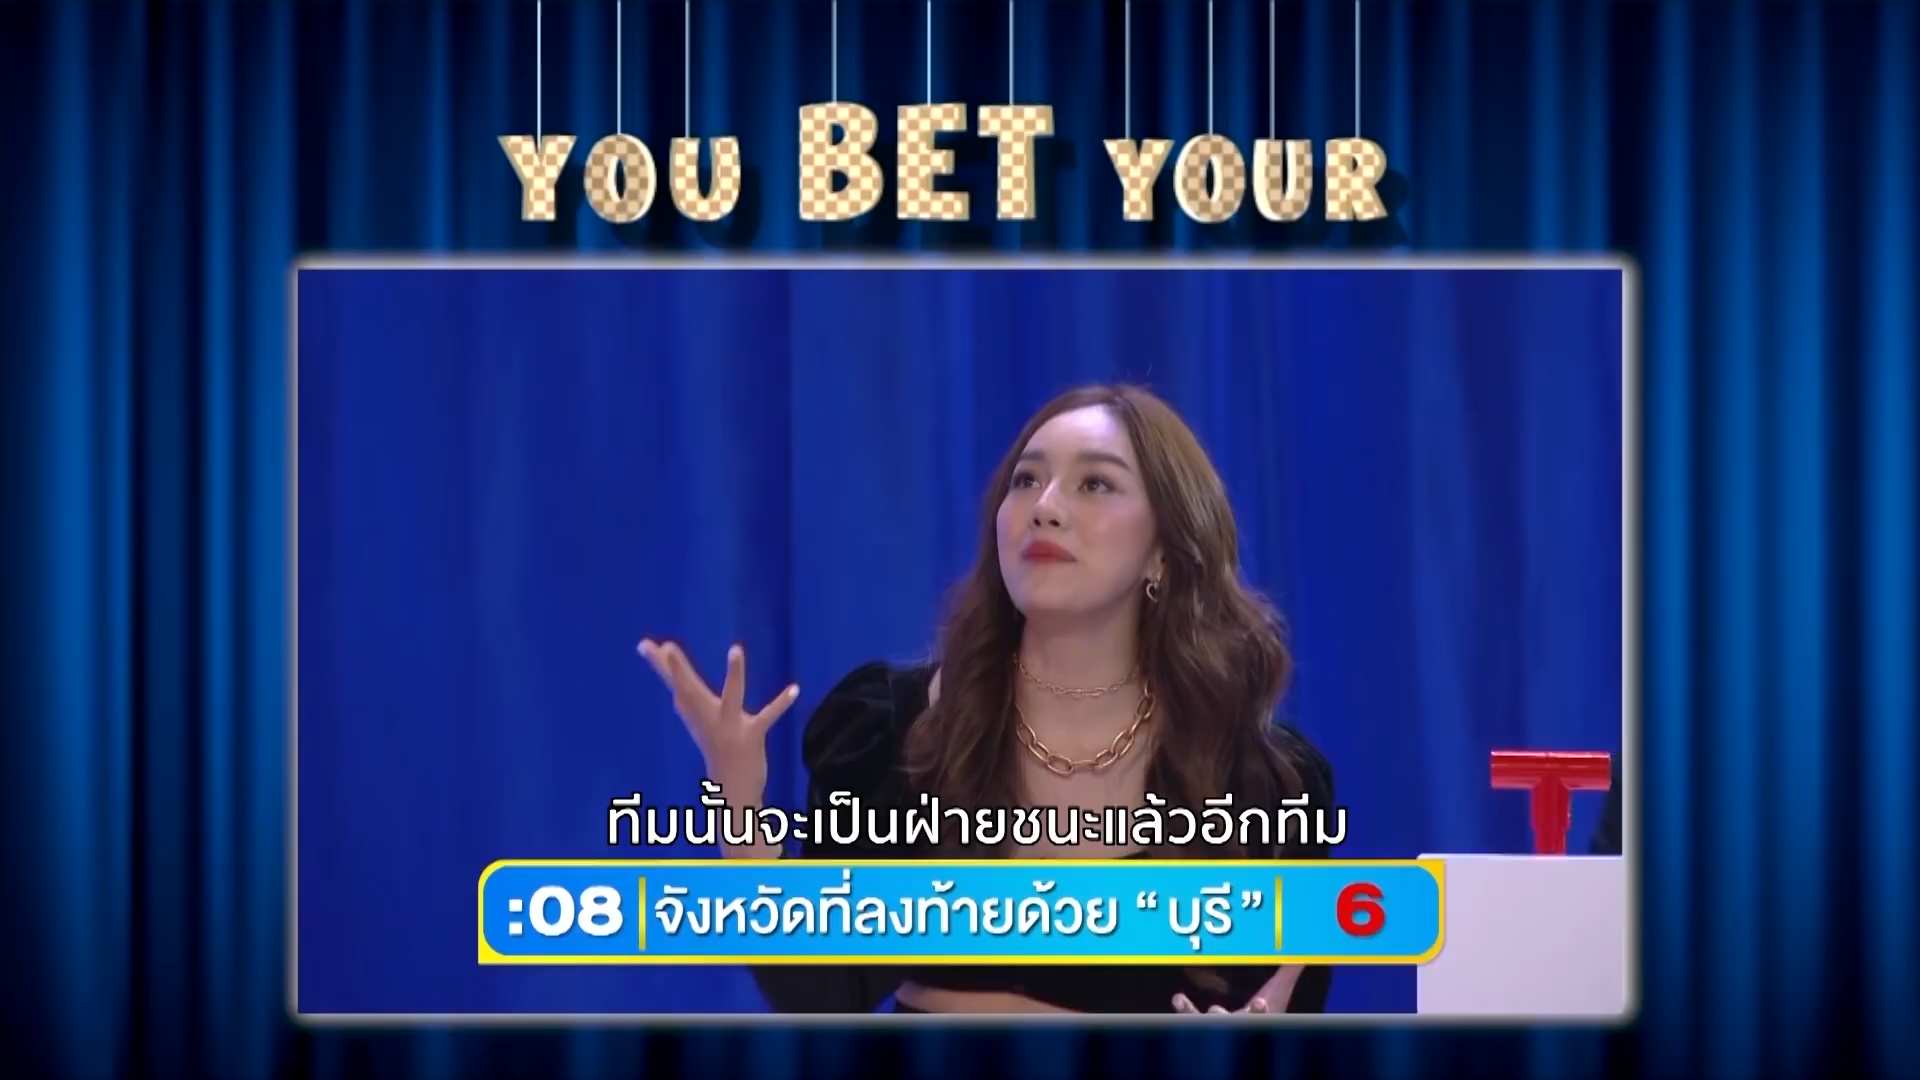 YOU BET YOUR
ทีมนั้นจะเป็นฝ่ายชนะแล้วอีกทีม
:08 จังหวัดที่ลงท้ายด้วย “บุรี” 6